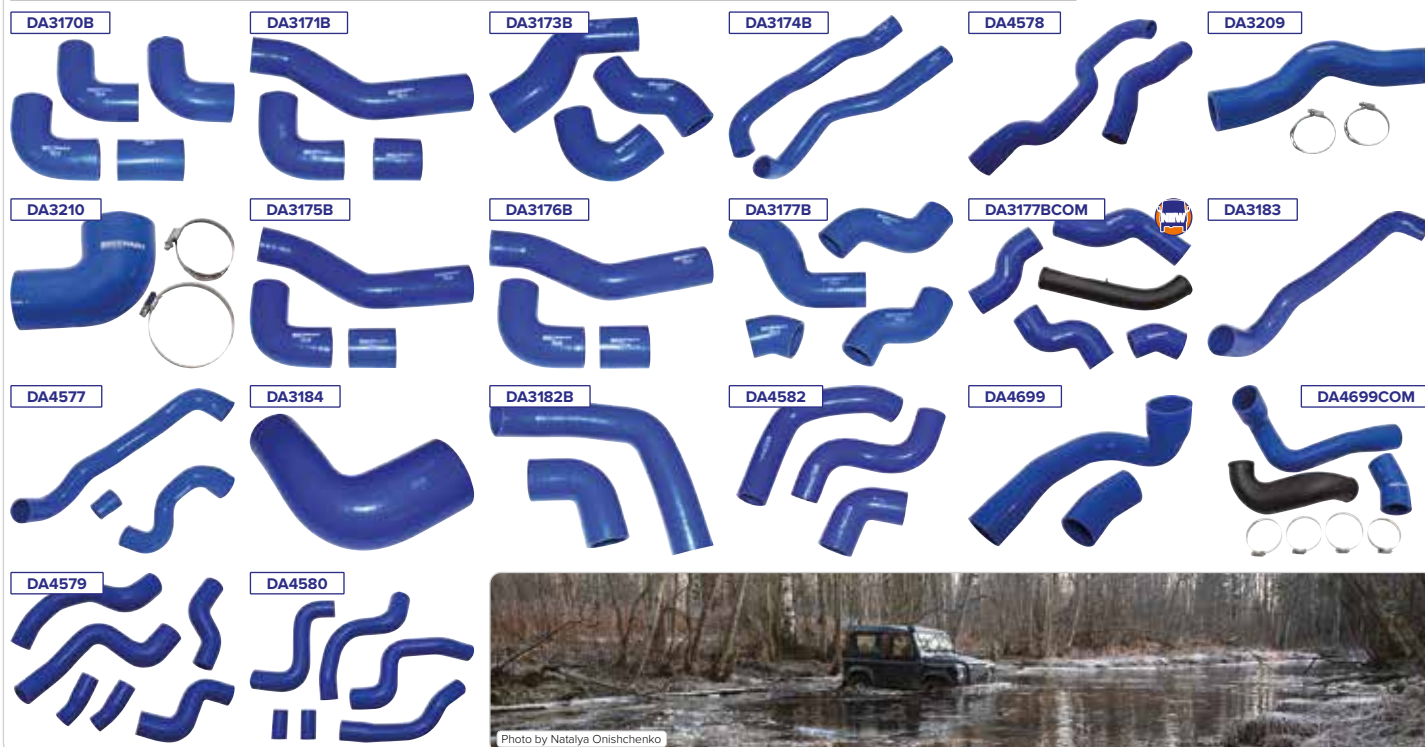 DA3170B
DA3171B
DA3173B
DA3174B
DA4578
DA3209
DA3210
DA3175B
DA3176B
DA3177B
DA3177BCOM
NEW
DA3183
DA4577
DA3184
DA3182B
DA4582
DA4699
DA4699COM
DA4579
DA4580
Photo by Natalya Onishchenko